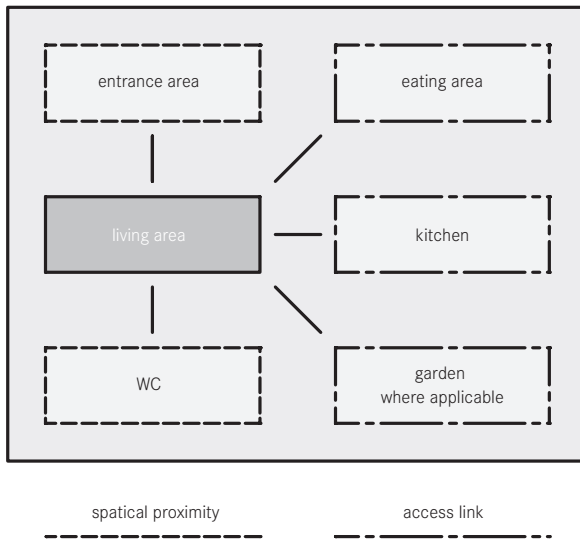 entrance area
eating area
living area
kitchen
WC
garden
where applicable
spatical proximity
access link